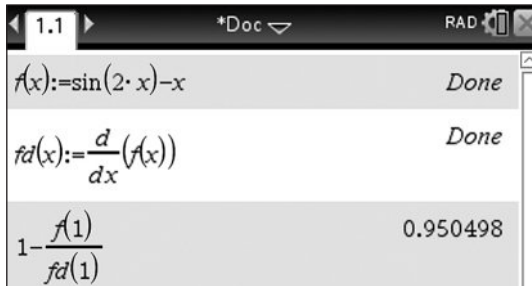 1.1 *Doc RAD
f(x):=sin(2·x)−x Done
fd(x):=d/dx(f(x)) Done
1−f(1)/fd(1) 0.950498